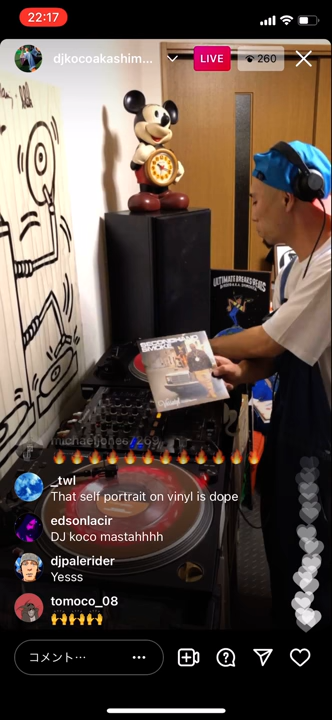 22:17
djkocoakashim...
LIVE
260
ULTIMATE BREAKS & BEATS
michaeljones7269
🔥🔥🔥🔥🔥🔥🔥🔥🔥🔥🔥🔥
_twl
That self portrait on vinyl is dope
edsonlacir
DJ koco mastahhhh
djpalerider
Yesss
tomoco_08
🙌🙌🙌
コメント…